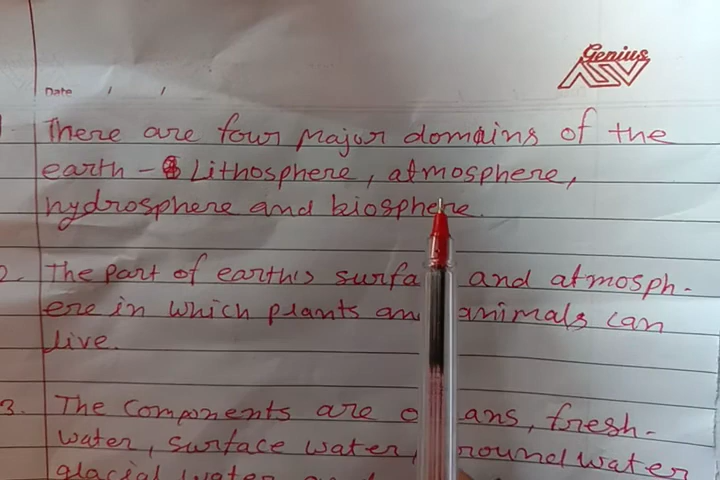 Genius
Date / /
1. There are four major domains of the
earth - Lithosphere, atmosphere,
hydrosphere and biosphere.
2. The part of earth's surfa and atmosph-
ere in which plants an animals can
live.
3. The components are ans, fresh-
water, surface water, round water
glacial water